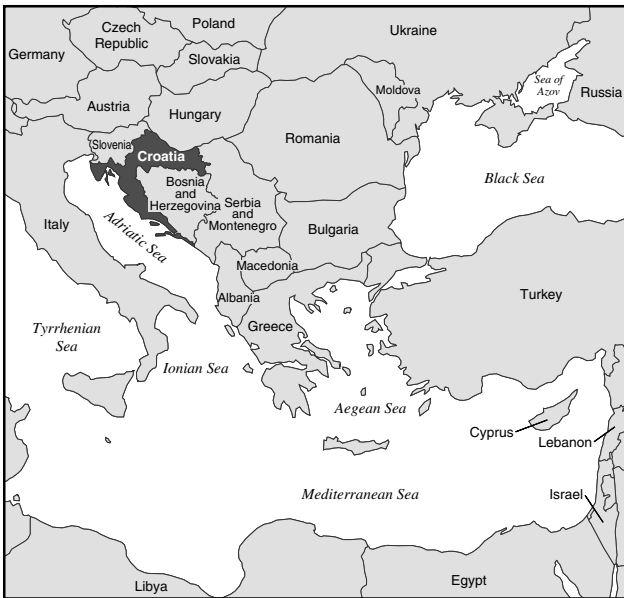 Poland
Ukraine
Czech
Republic
Germany
Slovakia
Sea of
Azov
Moldova
Russia
Austria
Hungary
Romania
Slovenia
Croatia
Black Sea
Bosnia
and
Herzegovina
Serbia
and
Montenegro
Italy
Adriatic Sea
Bulgaria
Macedonia
Turkey
Albania
Tyrrhenian
Sea
Greece
Ionian Sea
Aegean Sea
Cyprus
Lebanon
Mediterranean Sea
Israel
Libya
Egypt